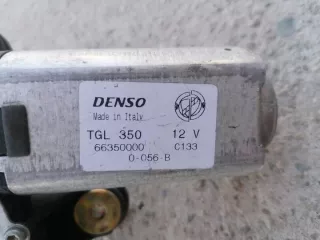 DENSO
Made in Italy
TGL 350 12 V
66350000 C133
0-056-B